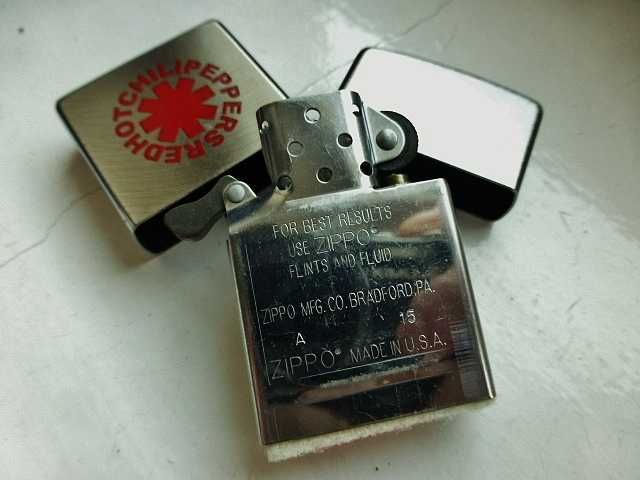 REDHOTCHILIPEPPERS
FOR BEST RESULTS
USE ZIPPO®
FLINTS AND FLUID
ZIPPO MFG. CO. BRADFORD, PA.
A 15
ZIPPO® MADE IN U.S.A.